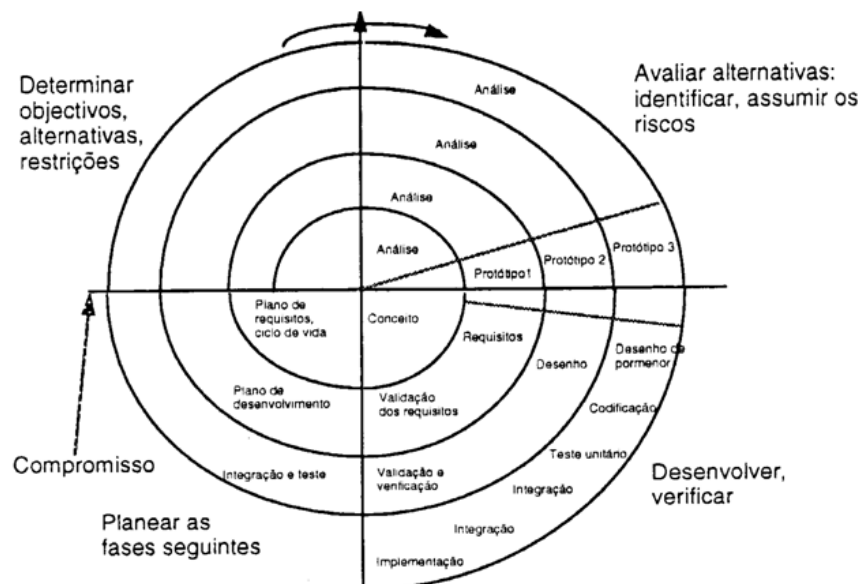 Determinar
objectivos,
alternativas,
restrições
Avaliar alternativas:
identificar, assumir os
riscos
Análise
Análise
Análise
Análise
Protótipo1
Protótipo 2
Protótipo 3
Plano de
requisitos,
ciclo de vida
Conceito
Requisitos
Desenho
Desenho de
pormenor
Plano de
desenvolvimento
Validação
dos requisitos
Codificação
Teste unitário
Compromisso
Integração e teste
Validação e
verificação
Integração
Integração
Implementação
Desenvolver,
verificar
Planear as
fases seguintes